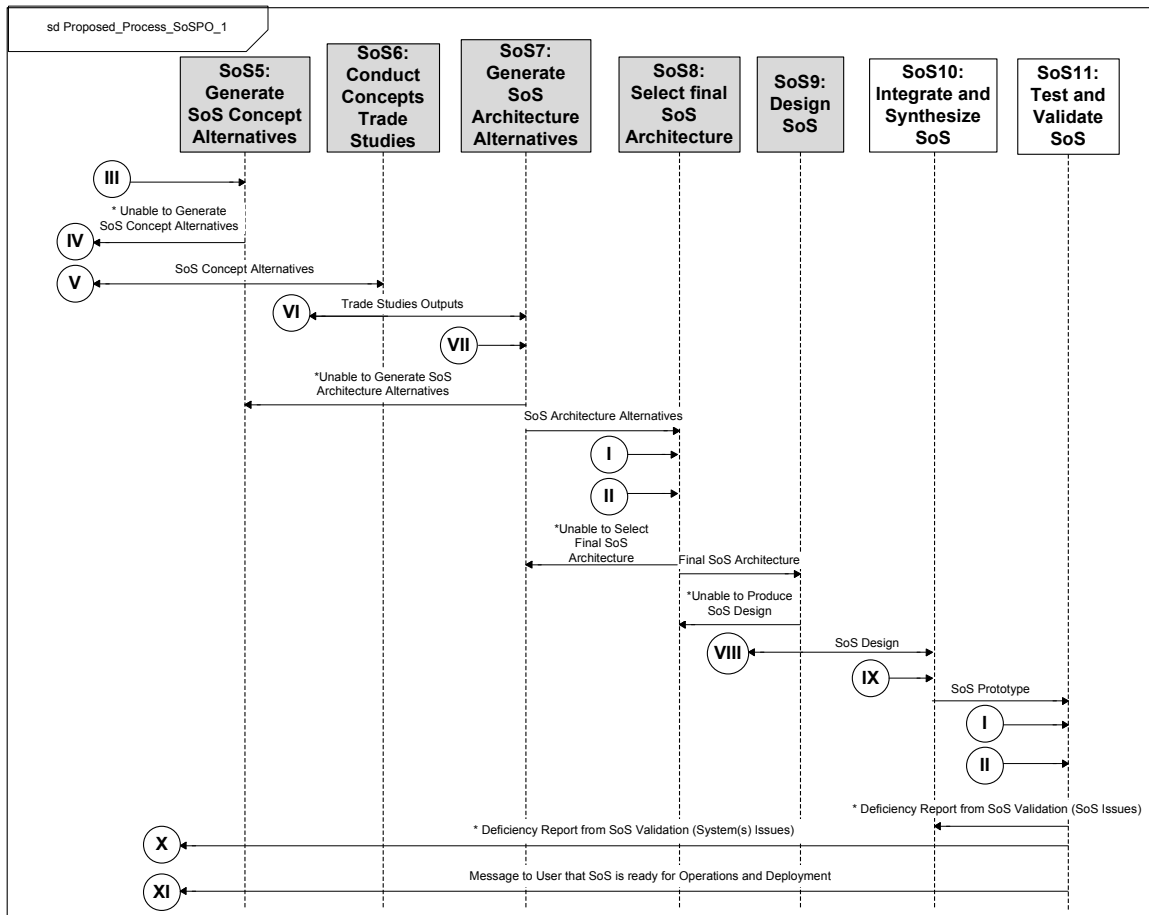 sd Proposed_Process_SoSPO_1
SoS5:
Generate
SoS Concept
Alternatives
SoS6:
Conduct
Concepts
Trade
Studies
SoS7:
Generate
SoS
Architecture
Alternatives
SoS8:
Select final
SoS
Architecture
SoS9:
Design
SoS
SoS10:
Integrate and
Synthesize
SoS
SoS11:
Test and
Validate
SoS
III
* Unable to Generate
SoS Concept Alternatives
IV
V
SoS Concept Alternatives
VI
Trade Studies Outputs
VII
*Unable to Generate SoS
Architecture Alternatives
SoS Architecture Alternatives
I
II
*Unable to Select
Final SoS
Architecture
Final SoS Architecture
*Unable to Produce
SoS Design
VIII
SoS Design
IX
SoS Prototype
I
II
* Deficiency Report from SoS Validation (SoS Issues)
* Deficiency Report from SoS Validation (System(s) Issues)
X
Message to User that SoS is ready for Operations and Deployment
XI